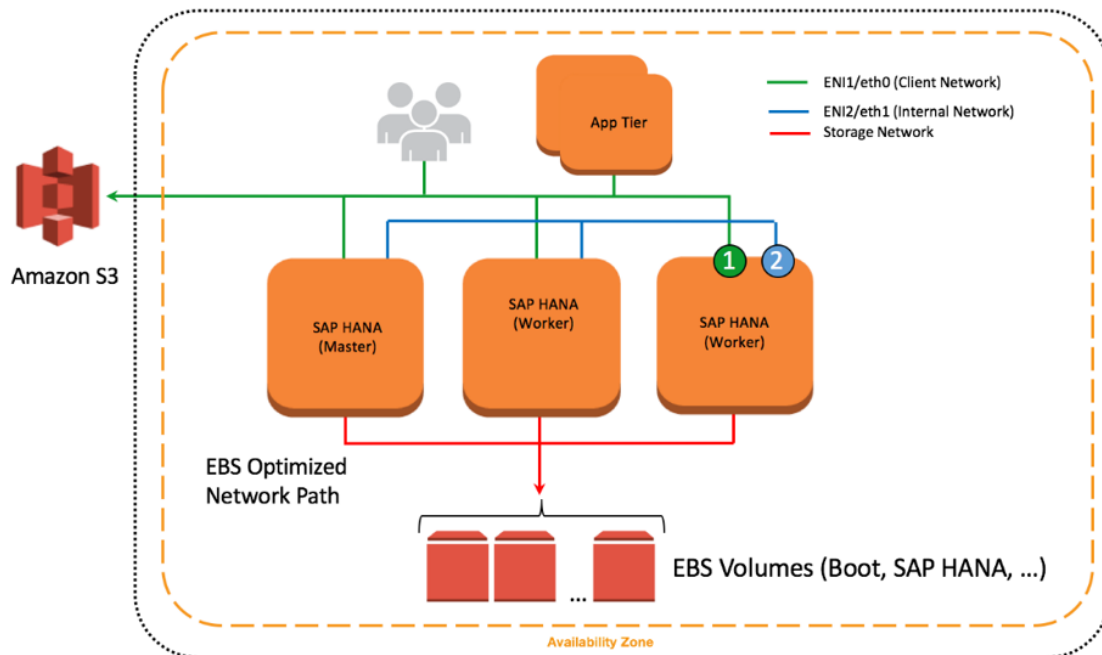 App Tier
ENI1/eth0 (Client Network)
ENI2/eth1 (Internal Network)
Storage Network
Amazon S3
1
2
SAP HANA
(Master)
SAP HANA
(Worker)
SAP HANA
(Worker)
EBS Optimized
Network Path
...
EBS Volumes (Boot, SAP HANA, ...)
Availability Zone